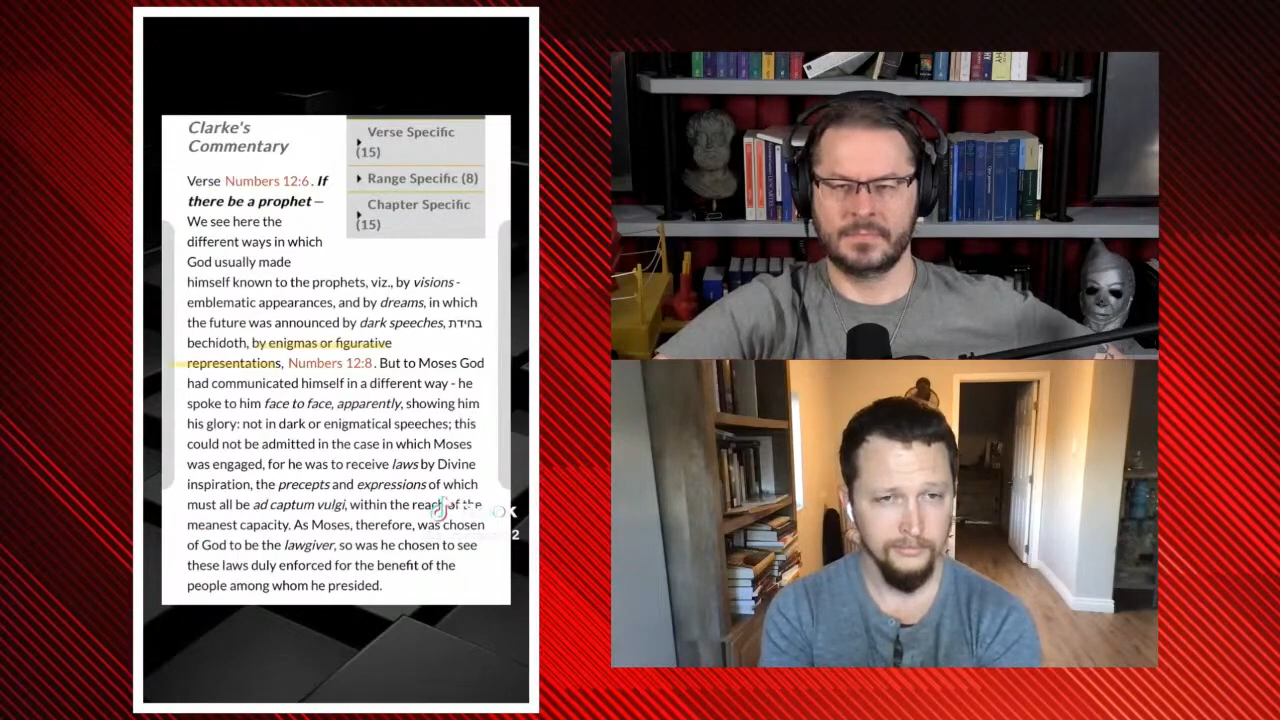 Clarke's
Commentary
Verse Specific
(15)
Range Specific (8)
Chapter Specific
(15)
Verse Numbers 12:6. If
there be a prophet —
We see here the
different ways in which
God usually made
himself known to the prophets, viz., by visions -
emblematic appearances, and by dreams, in which
the future was announced by dark speeches, בחידת
bechidoth, by enigmas or figurative
representations, Numbers 12:8. But to Moses God
had communicated himself in a different way - he
spoke to him face to face, apparently, showing him
his glory: not in dark or enigmatical speeches; this
could not be admitted in the case in which Moses
was engaged, for he was to receive laws by Divine
inspiration, the precepts and expressions of which
must all be ad captum vulgi, within the reach of the
meanest capacity. As Moses, therefore, was chosen
of God to be the lawgiver, so was he chosen to see
these laws duly enforced for the benefit of the
people among whom he presided.